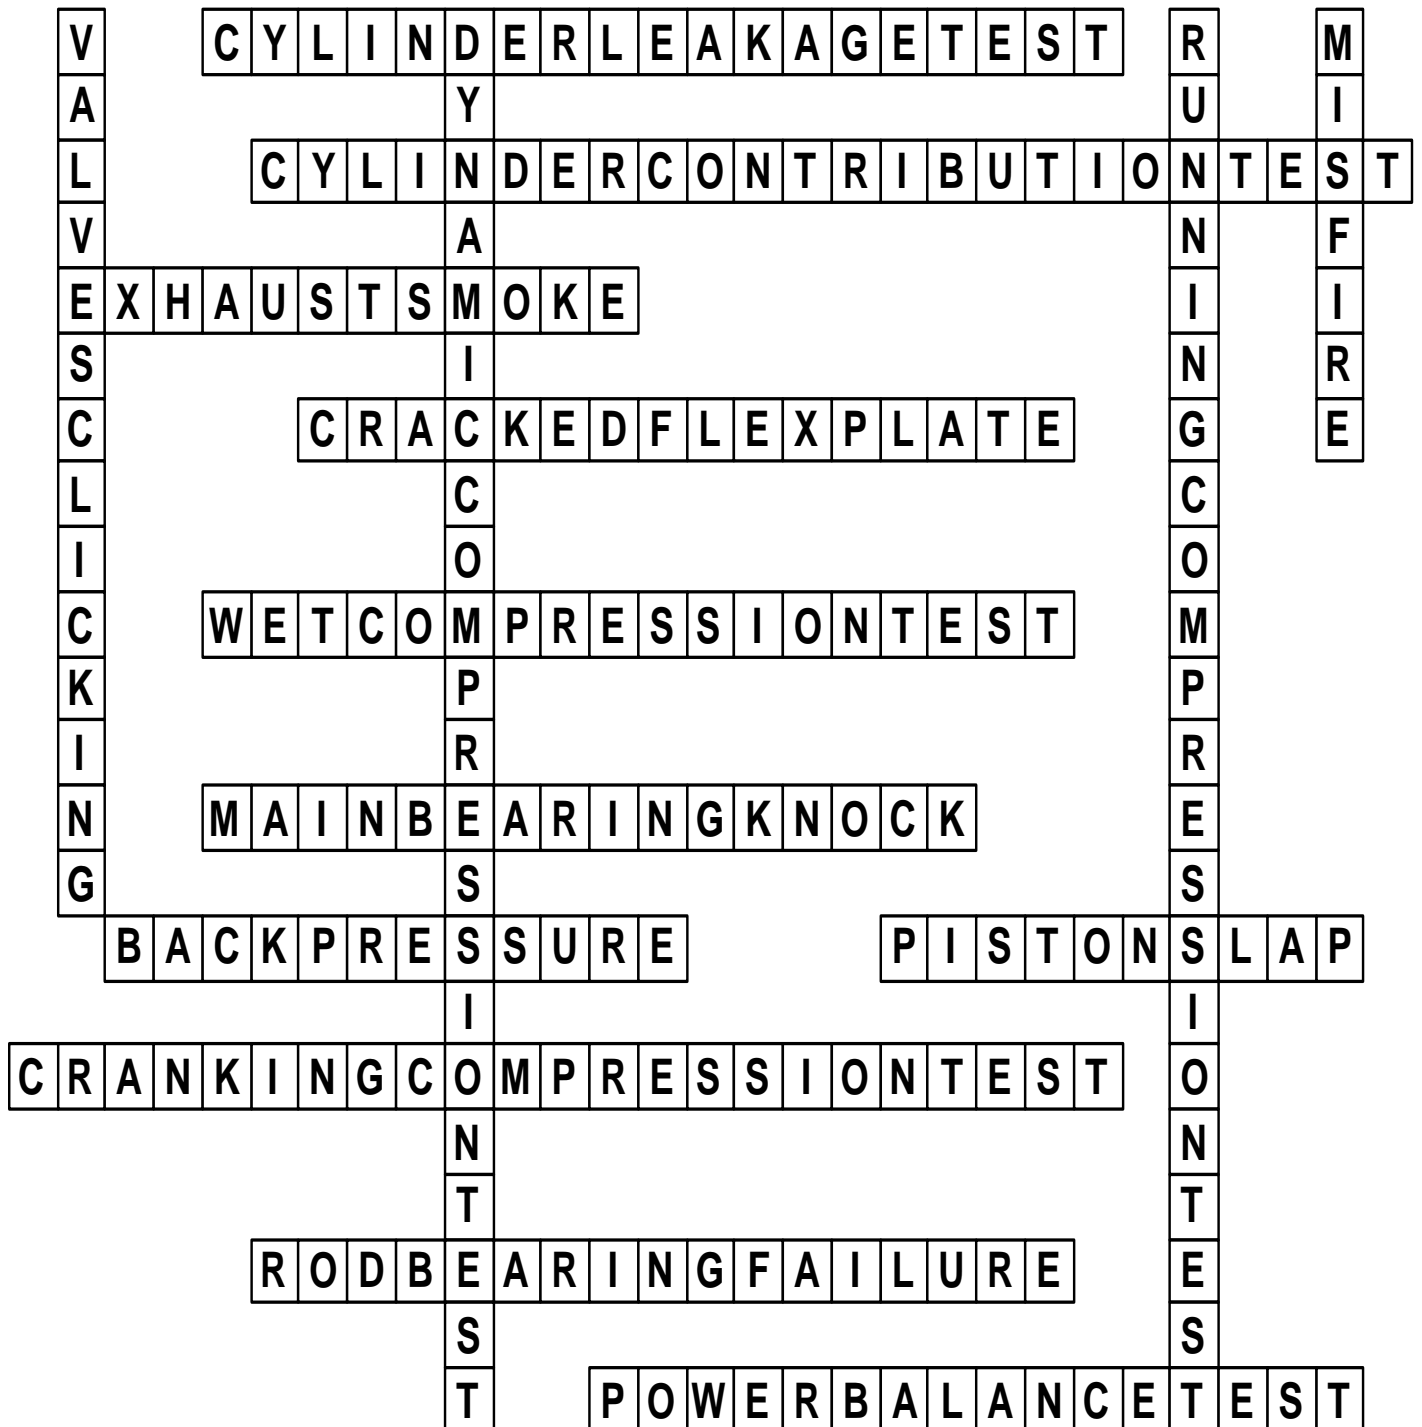 VALVESCLICKING
CYLINDERLEAKAGETEST
DYNAMICCOMPRESSIONTEST
RUNNINGCOMPRESSIONTEST
MISFIRE
CYLINDERCONTRIBUTIONTEST
EXHAUSTSMOKE
CRACKEDFLEXPLATE
WETCOMPRESSIONTEST
MAINBEARINGKNOCK
BACKPRESSURE
PISTONSLAP
CRANKINGCOMPRESSIONTEST
RODBEARINGFAILURE
POWERBALANCETEST